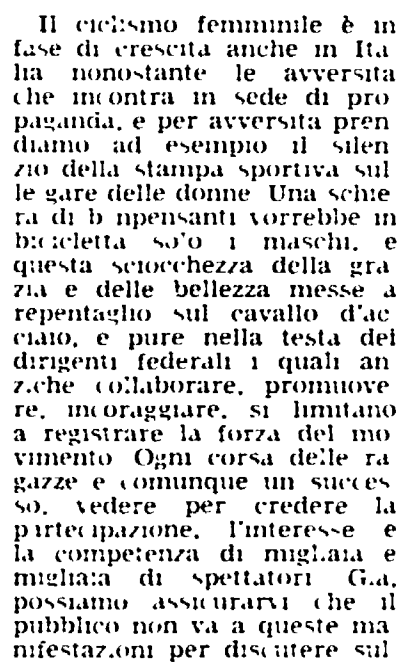 Il ciclismo femminile è in
fase di crescita anche in Ita
lia nonostante le avversità
che incontra in sede di pro
paganda, e per avversità pren
diamo ad esempio il silen
zio della stampa sportiva sul
le gare delle donne Una schie
ra di b npensanti vorrebbe in
bicicletta solo i maschi, e
questa sciocchezza della gra
zia e delle bellezza messe a
repentaglio sul cavallo d'ac
ciaio, e pure nella testa dei
dirigenti federali i quali an
ziche collaborare, promuove
re, incoraggiare, si limitano
a registrare la forza del mo
vimento Ogni corsa delle ra
gazze e comunque un succes
so, vedere per credere la
partecipazione, l'interesse e
la competenza di migliaia e
migliaia di spettatori Già,
possiamo assicurarvi che il
pubblico non va a queste ma
nifestazioni per discutere sul